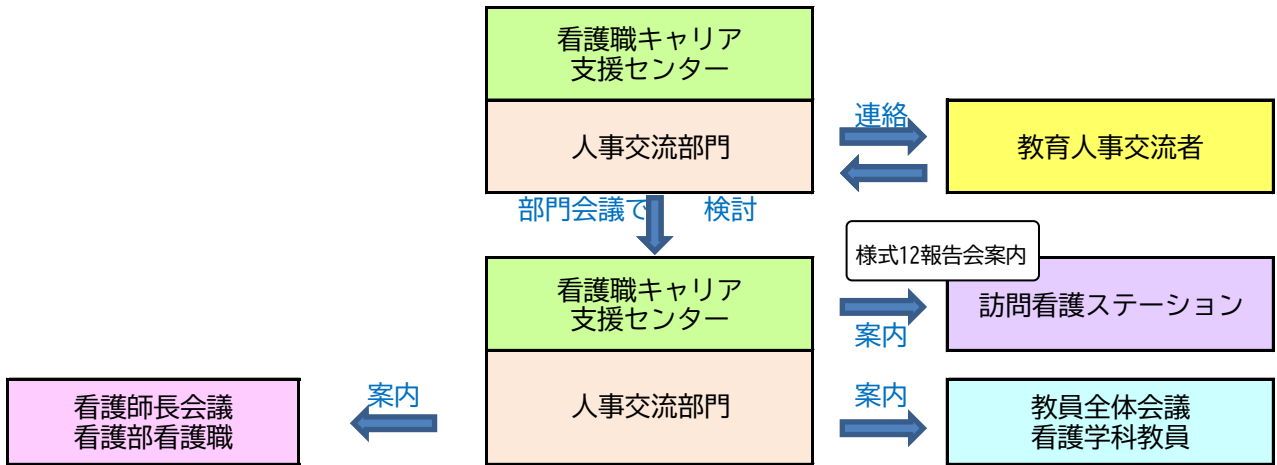 看護職キャリア
支援センター
人事交流部門
連絡
教育人事交流者
部門会議で 検討
様式12報告会案内
看護職キャリア
支援センター
訪問看護ステーション
案内
人事交流部門
案内
看護師長会議
看護部看護職
案内
教員全体会議
看護学科教員